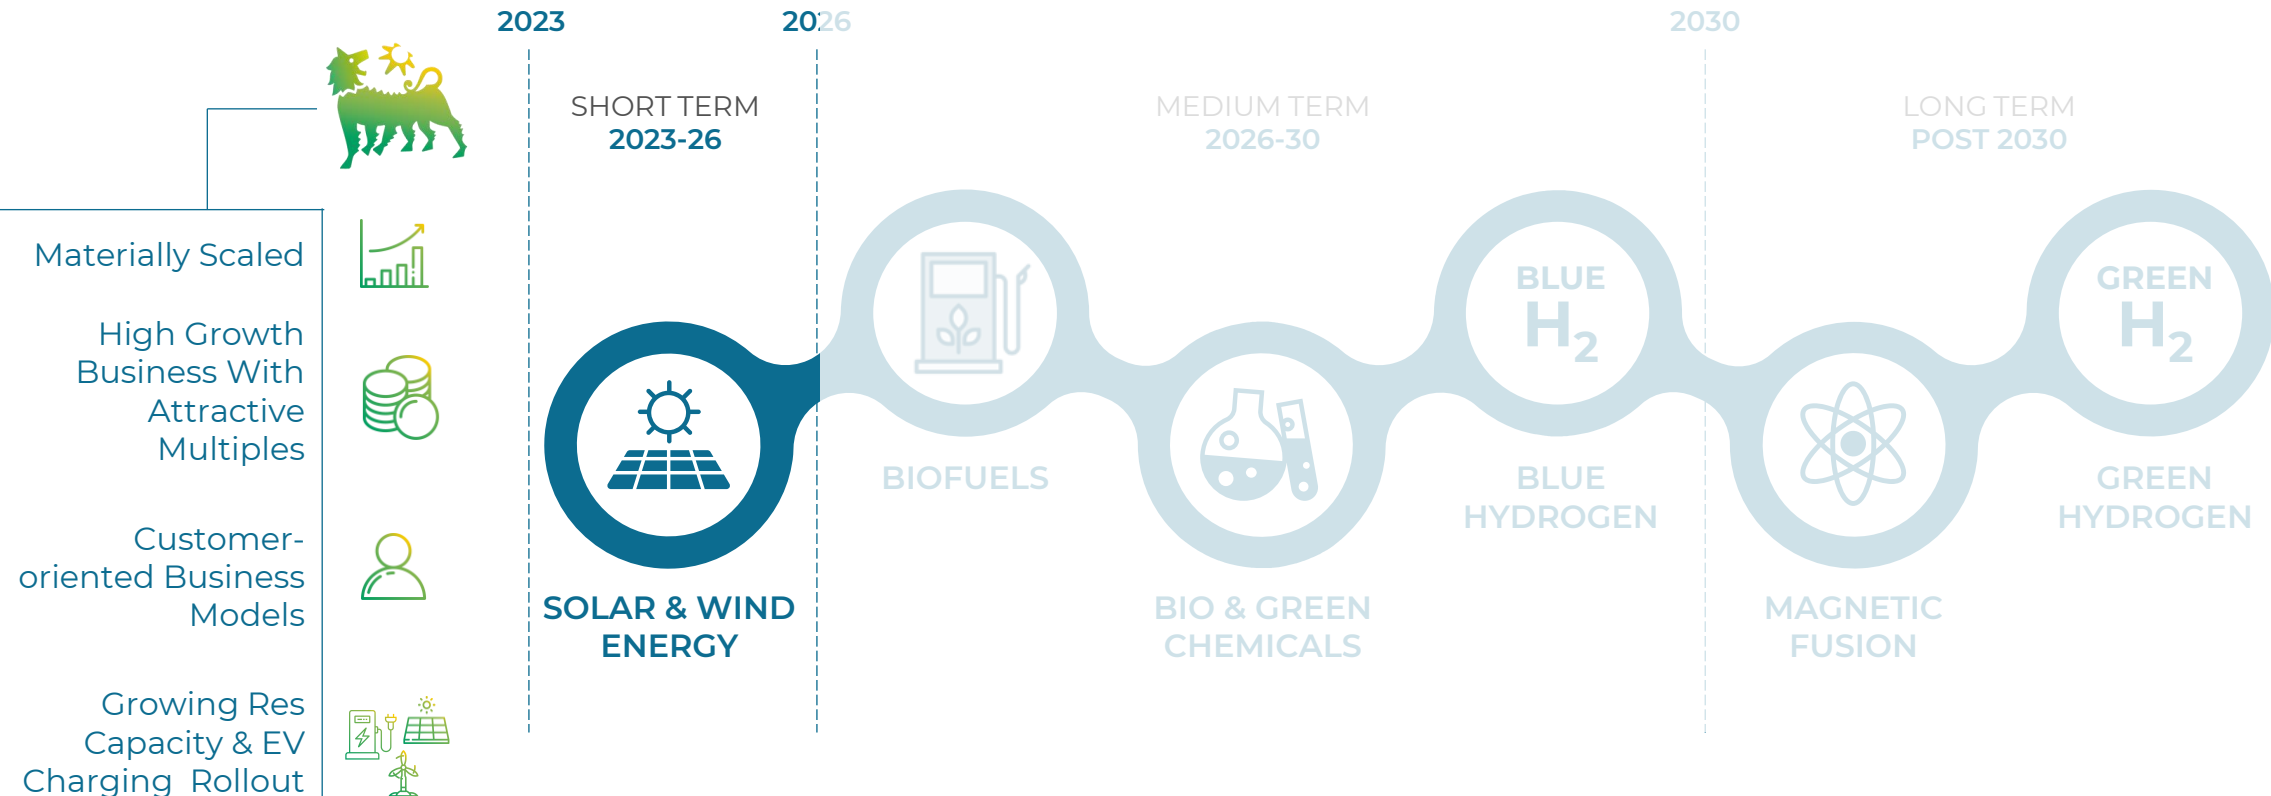 2023
2026
2030
SHORT TERM
2023-26
MEDIUM TERM
2026-30
LONG TERM
POST 2030
Materially Scaled
High Growth
Business With
Attractive
Multiples
Customer-
oriented Business
Models
Growing Res
Capacity & EV
Charging Rollout
SOLAR & WIND
ENERGY
BIOFUELS
BIO & GREEN
CHEMICALS
BLUE
H2
BLUE
HYDROGEN
MAGNETIC
FUSION
GREEN
H2
GREEN
HYDROGEN